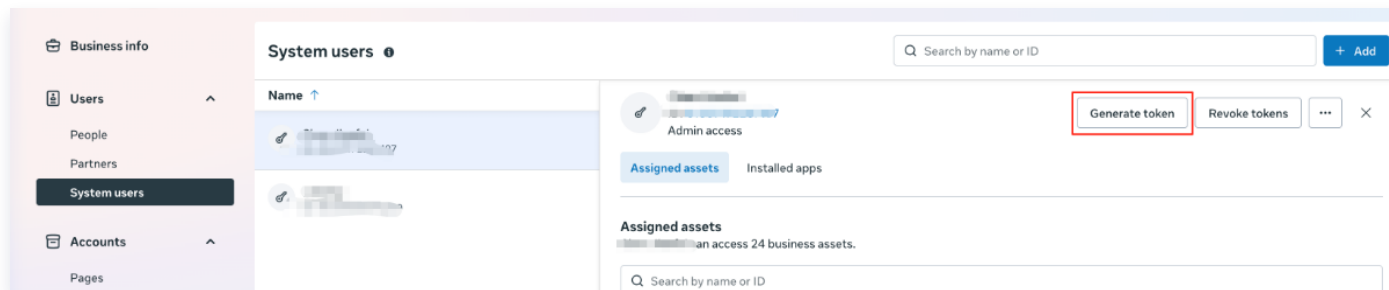 Business info
Users
People
Partners
System users
Accounts
Pages
System users
Search by name or ID
+ Add
Name ↑
Admin access
Generate token
Revoke tokens
...
Assigned assets
Installed apps
Assigned assets
an access 24 business assets.
Search by name or ID